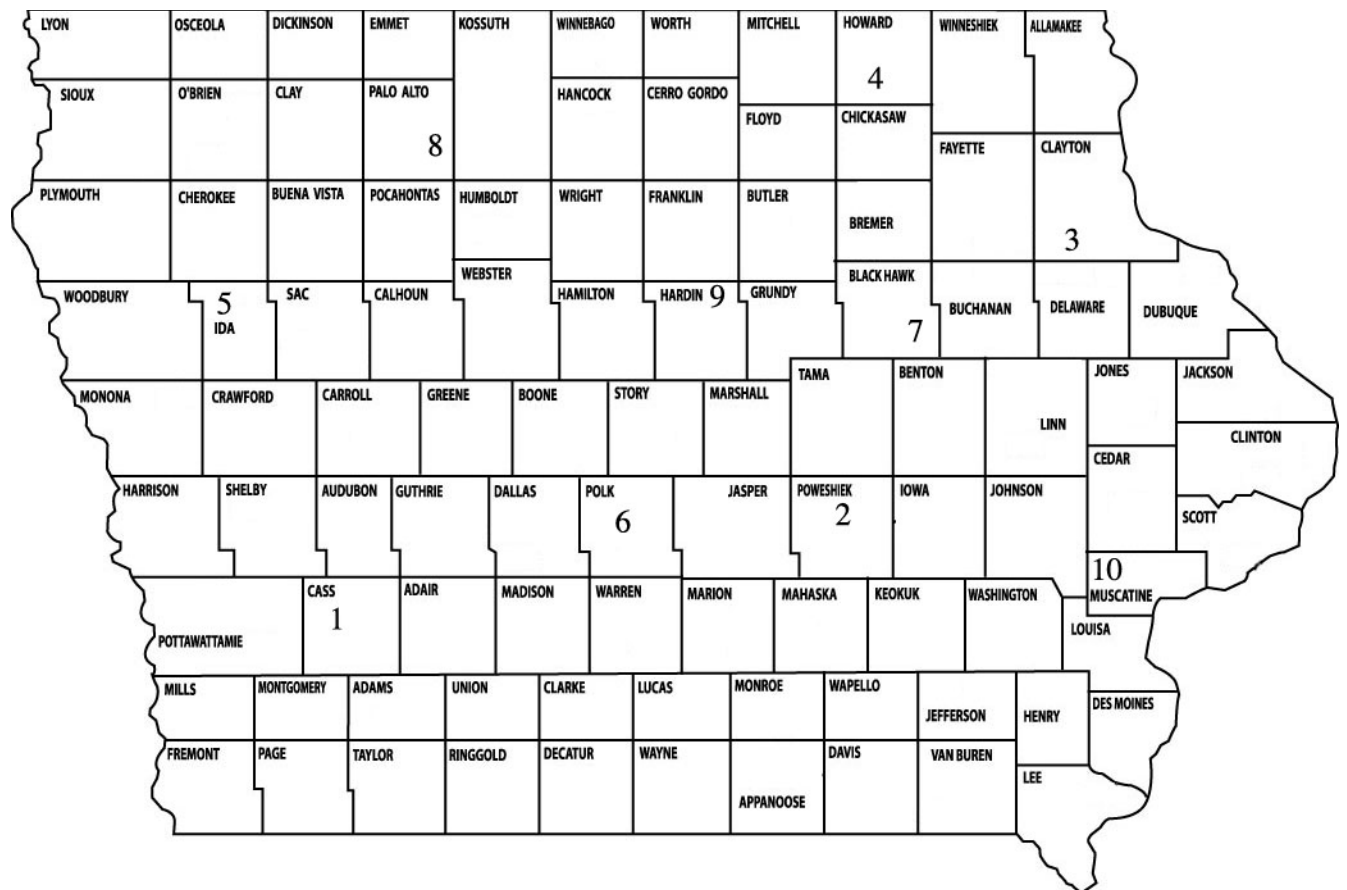 LYON
OSCEOLA
DICKINSON
EMMET
KOSSUTH
WINNEBAGO
WORTH
MITCHELL
HOWARD
WINNESHIEK
ALLAMAKEE
4
SIOUX
O'BRIEN
CLAY
PALO ALTO
HANCOCK
CERRO GORDO
8
FLOYD
CHICKASAW
FAYETTE
CLAYTON
3
PLYMOUTH
CHEROKEE
BUENA VISTA
POCAHONTAS
HUMBOLDT
WRIGHT
FRANKLIN
BUTLER
BREMER
WEBSTER
BLACK HAWK
7
WOODBURY
5
IDA
SAC
CALHOUN
HAMILTON
HARDIN 9
GRUNDY
BUCHANAN
DELAWARE
DUBUQUE
TAMA
BENTON
LINN
JONES
JACKSON
MONONA
CRAWFORD
CARROLL
GREENE
BOONE
STORY
MARSHALL
CLINTON
CEDAR
HARRISON
SHELBY
AUDUBON
GUTHRIE
DALLAS
POLK
6
JASPER
POWESHIEK
2
IOWA
JOHNSON
SCOTT
10
MUSCATINE
CASS
1
ADAIR
MADISON
WARREN
MARION
MAHASKA
KEOKUK
WASHINGTON
LOUISA
POTTAWATTAMIE
MILLS
MONTGOMERY
ADAMS
UNION
CLARKE
LUCAS
MONROE
WAPELLO
JEFFERSON
HENRY
DES MOINES
FREMONT
PAGE
TAYLOR
RINGGOLD
DECATUR
WAYNE
APPANOOSE
DAVIS
VAN BUREN
LEE